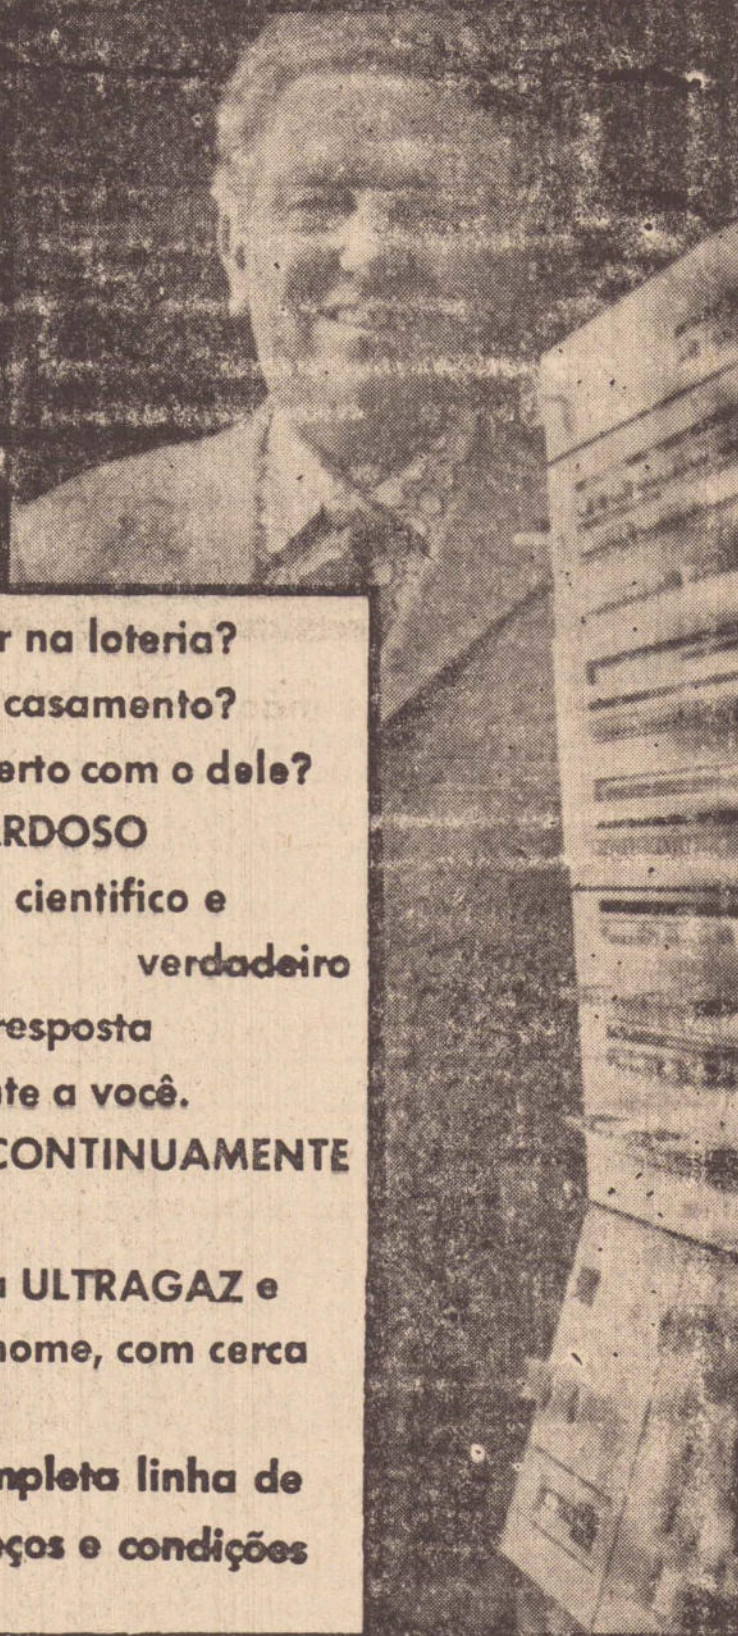 r na loteria?
casamento?
erto com o dele?
RDOSO
cientifico e
verdadeiro
resposta
te a você.
CONTINUAMENTE
ULTRAGAZ e
nome, com cerca
mpleta linha de
ços e condições